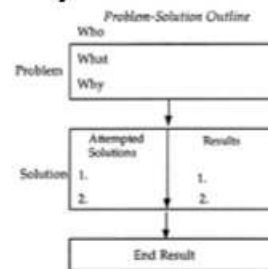 Problem-Solution Outline
Who
Problem
What
Why
Attempted Solutions
Results
Solution
1.
2.
1.
2.
End Result